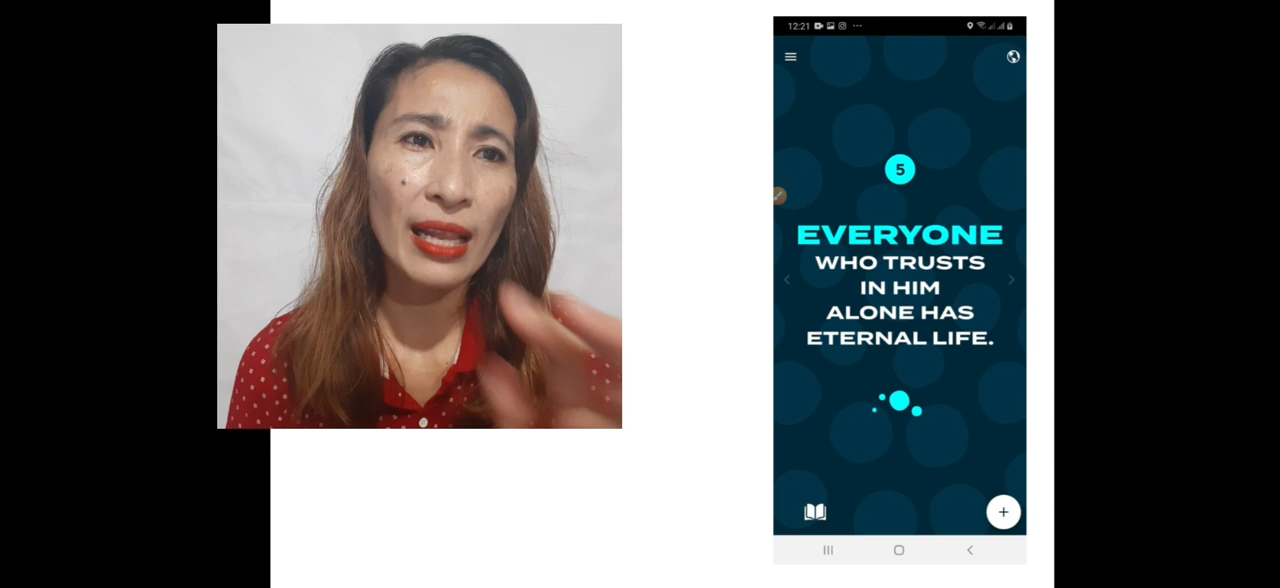 12:21
5
EVERYONE
WHO TRUSTS
IN HIM
ALONE HAS
ETERNAL LIFE.